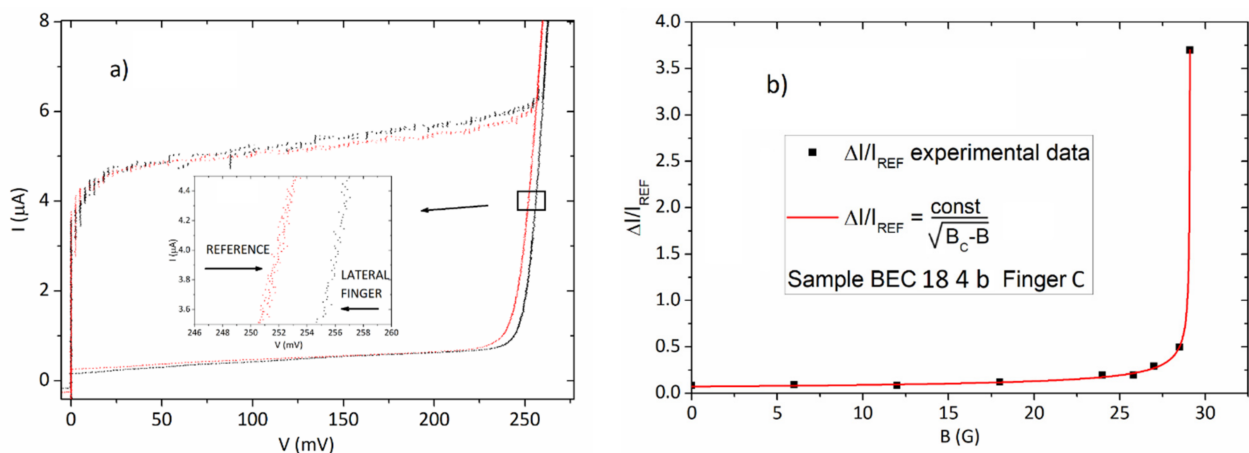 a)
8
6
4
2
0
I (µA)
0 50 100 150 200 250
V (mV)
4.4
4.2
4.0
3.8
3.6
I (µA)
246 248 250 252 254 256 258 260
V (mV)
REFERENCE
LATERAL
FINGER
b)
4.0
3.5
3.0
2.5
2.0
1.5
1.0
0.5
0.0
ΔI/I_REF
0 5 10 15 20 25 30
B (G)
ΔI/I_REF experimental data
ΔI/I_REF = const/√(B_C-B)
Sample BEC 18 4 b Finger C